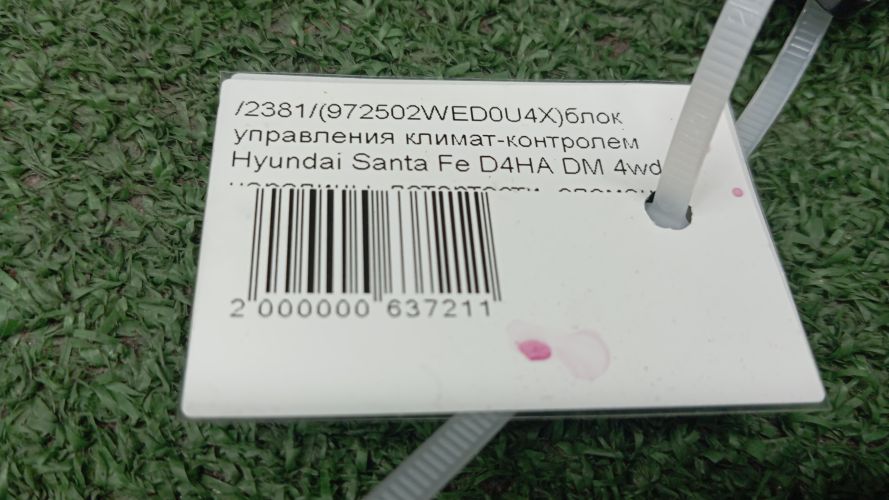 /2381/(972502WED0U4X)блок
управления климат-контролем
Hyundai Santa Fe D4HA DM 4wd
2 000000 637211